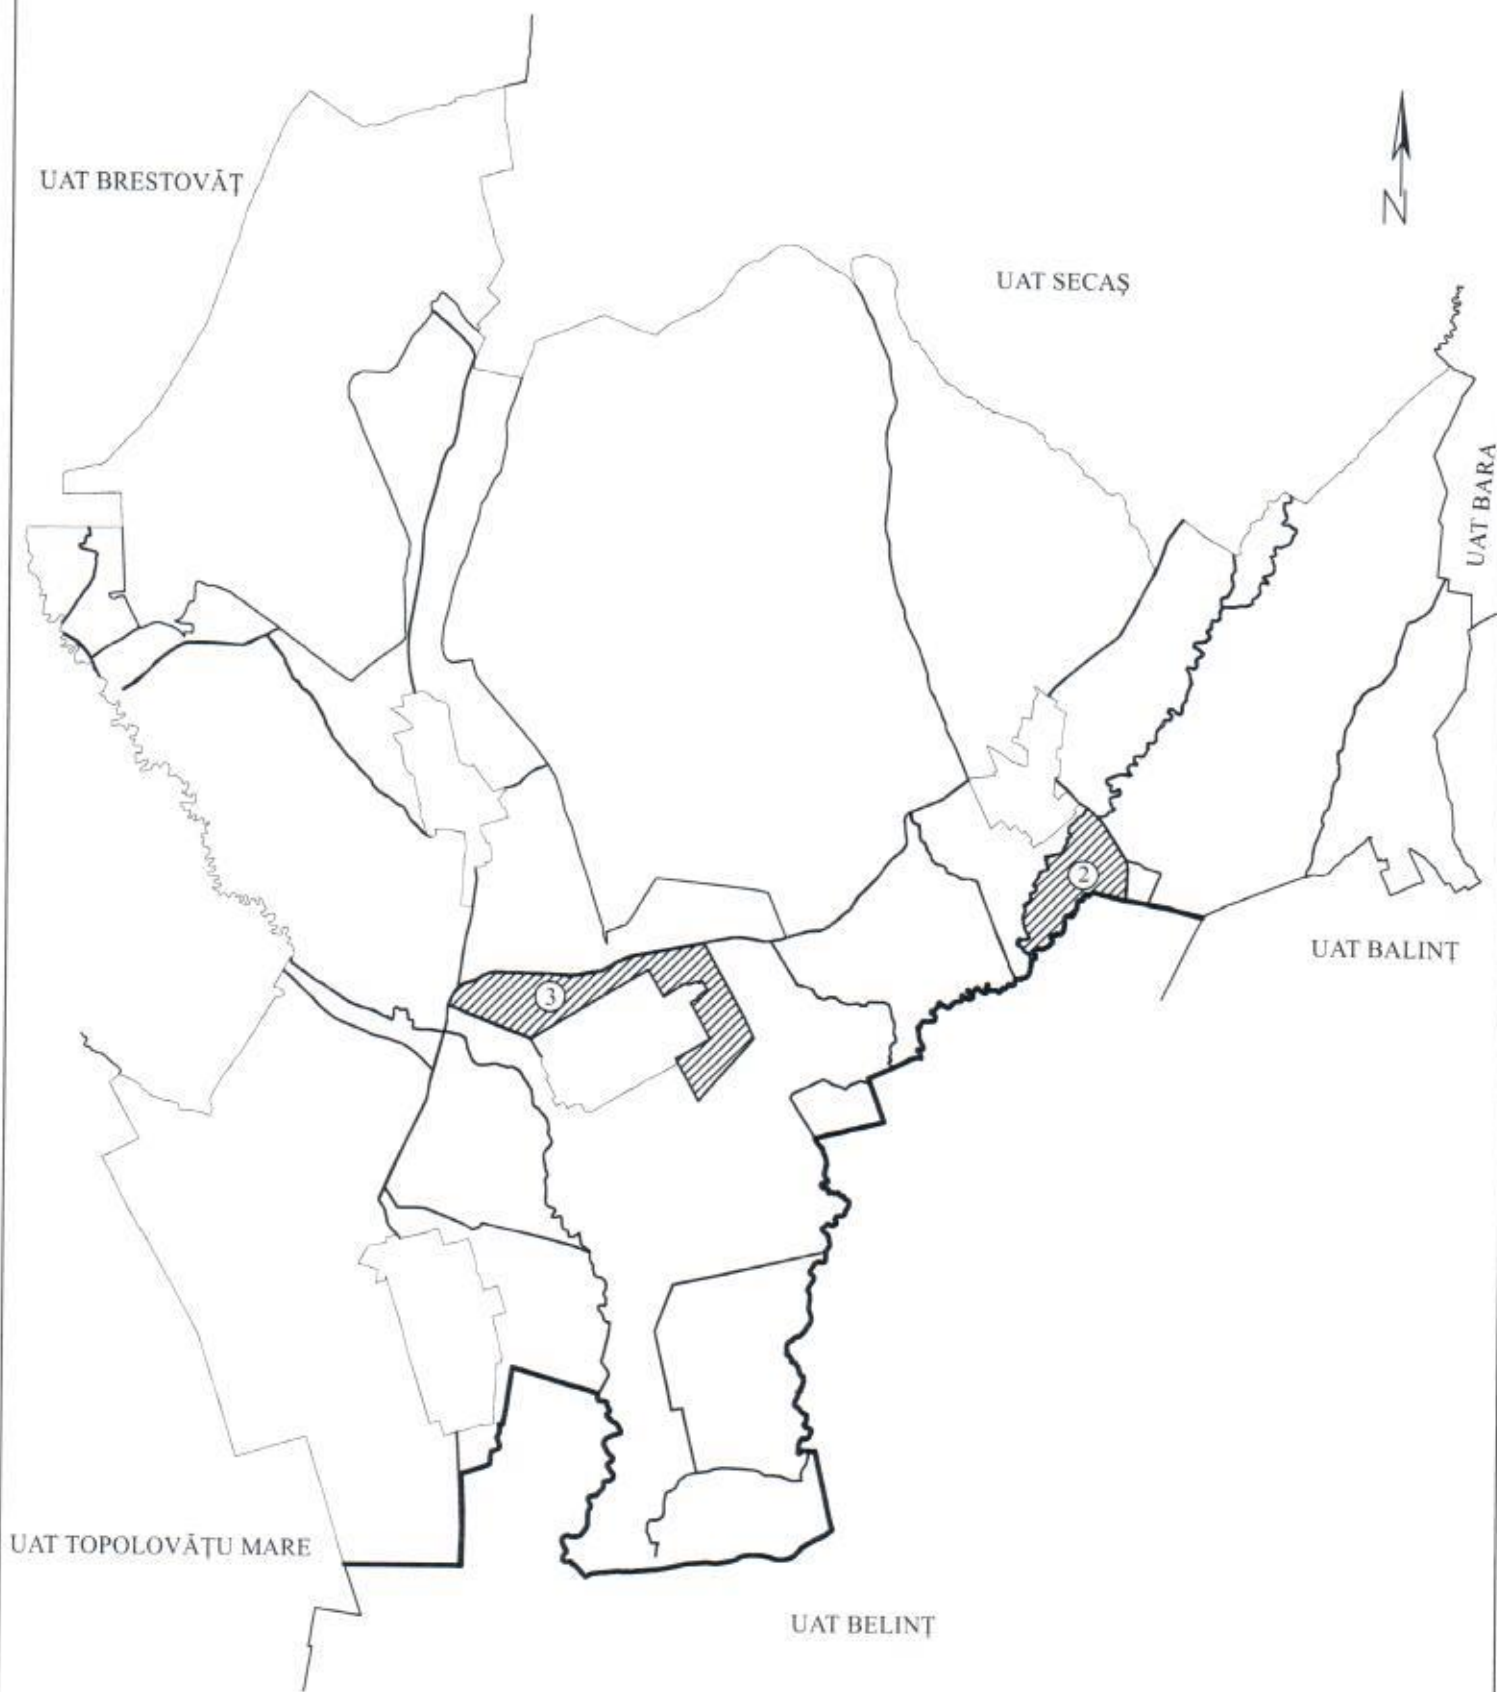 UAT BRESTOVĂȚ
N
UAT SECAȘ
UAT BARA
2
UAT BALINȚ
3
UAT TOPOLOVĂȚU MARE
UAT BELINȚ